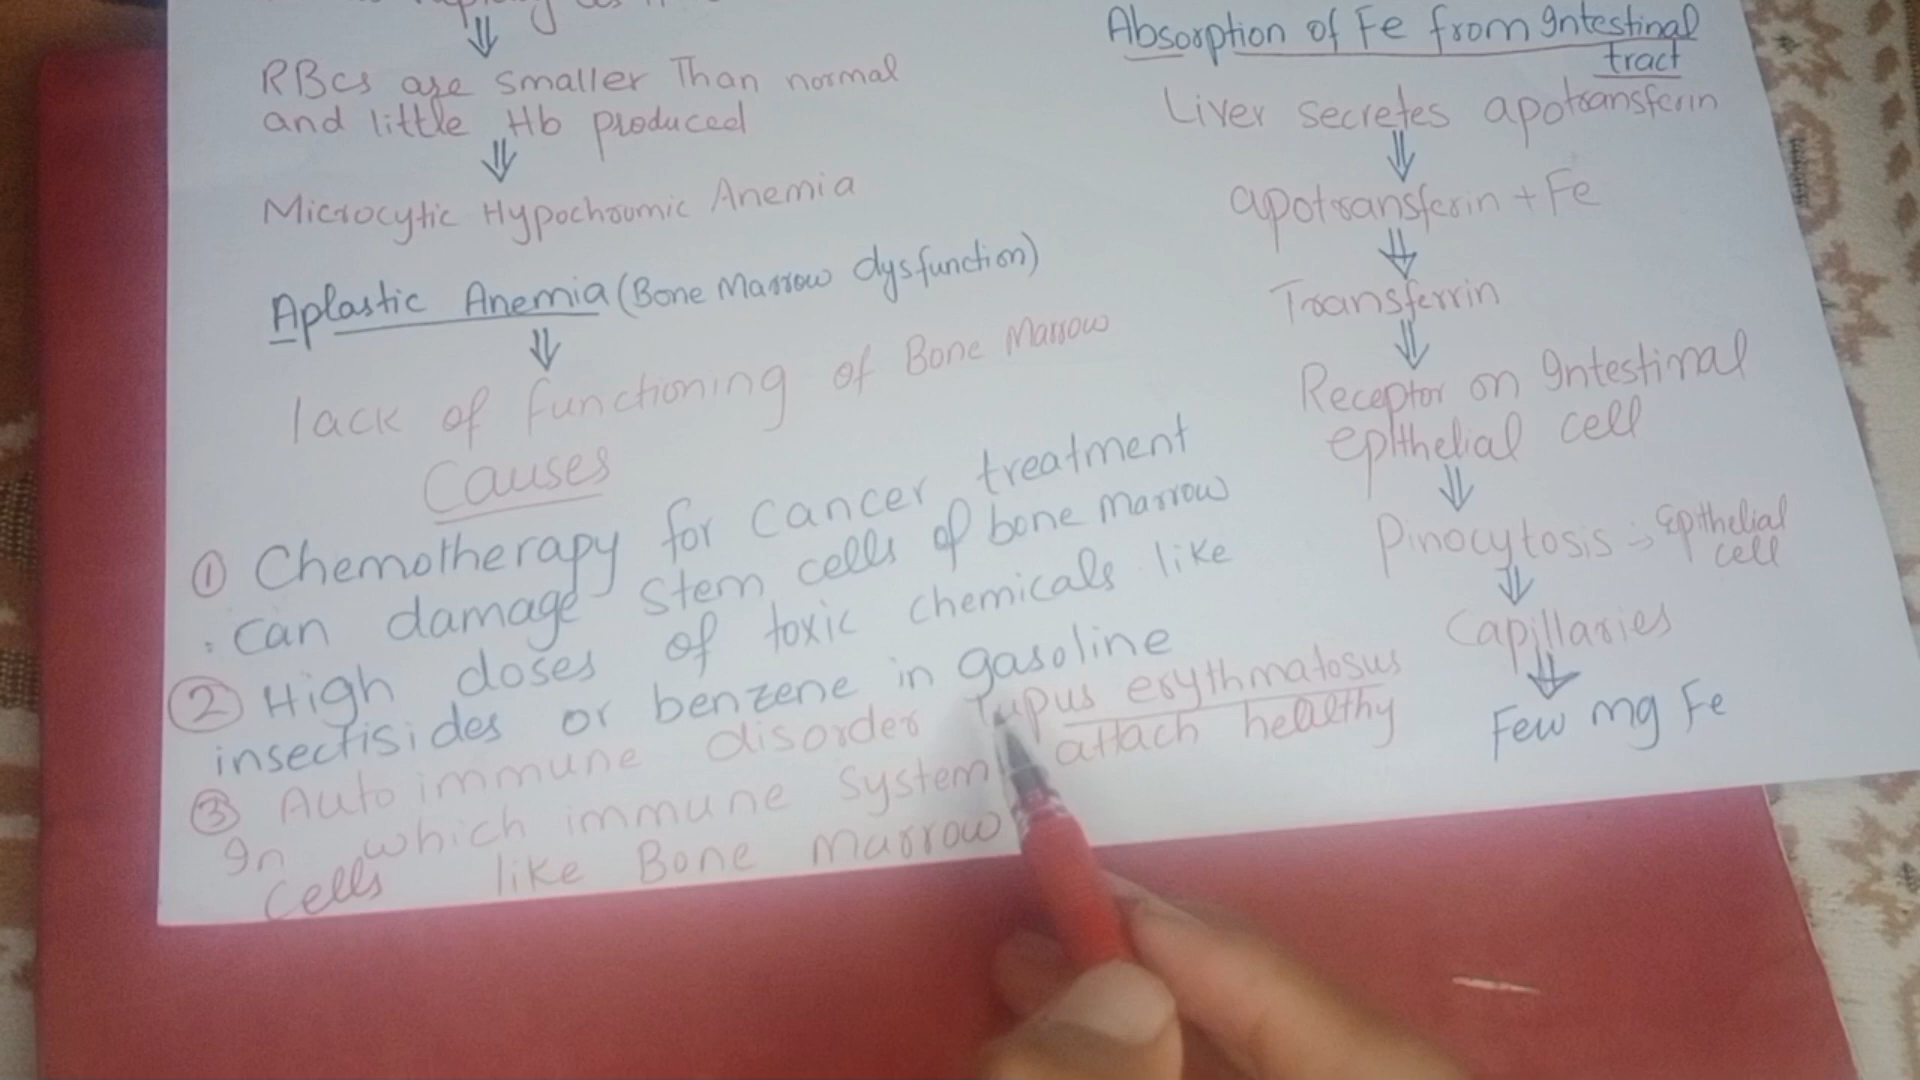 RBcs are smaller Than normal
and little Hb produced
Microcytic Hypochromic Anemia
Aplastic Anemia (Bone Marrow dysfunction)
lack of functioning of Bone Marrow
Causes
① Chemotherapy for cancer treatment
can damage stem cells of bone marrow
② High doses of toxic chemicals like
insectisides or benzene in gasoline
③ Auto immune disorder lupus erythmatosus
In which immune system attach healthy
cells like Bone marrow
Absorption of Fe from Intestinal
tract
Liver secretes apotransferin
apotransferin + Fe
Transferrin
Receptor on Intestinal
epithelial cell
Pinocytosis → Epithelial
cell
Capillaries
Few mg Fe